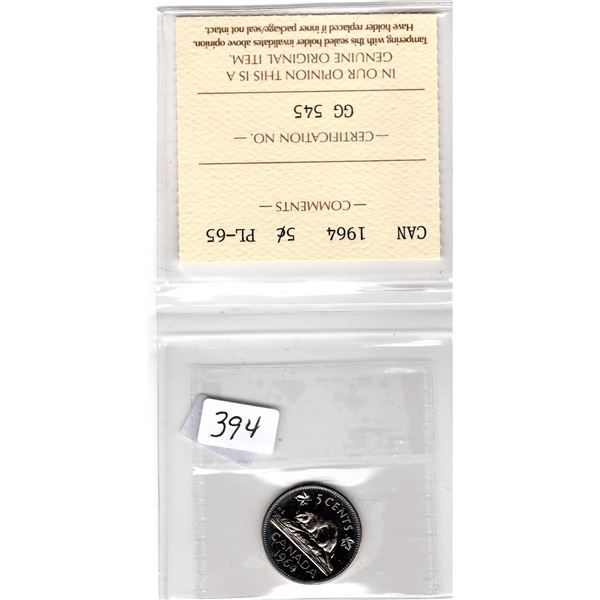 CAN 1964 5¢ PL-65
— COMMENTS —
— CERTIFICATION NO. —
GG 545
IN OUR OPINION THIS IS A
GENUINE ORIGINAL ITEM.
Tampering with this sealed holder invalidates above opinion.
Have holder replaced if inner package/seal not intact.
394
5 CENTS
CANADA
1964